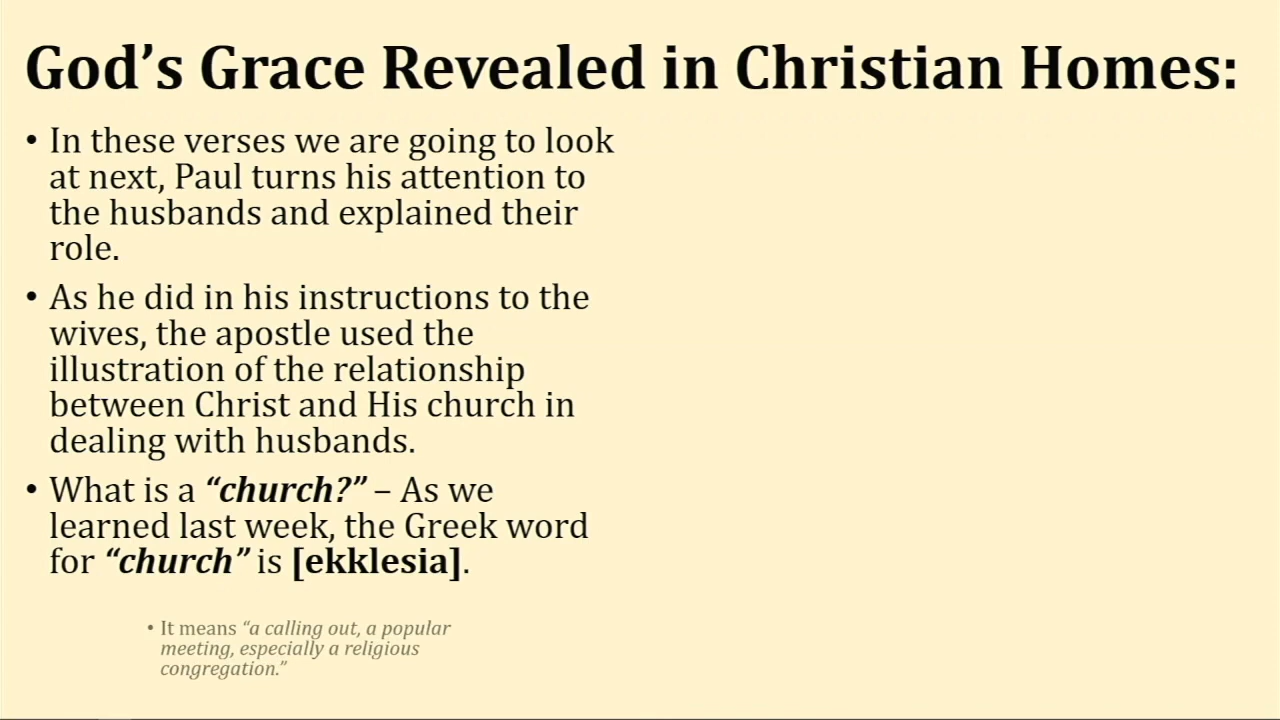 God’s Grace Revealed in Christian Homes:
• In these verses we are going to look
at next, Paul turns his attention to
the husbands and explained their
role.
• As he did in his instructions to the
wives, the apostle used the
illustration of the relationship
between Christ and His church in
dealing with husbands.
• What is a “church?” – As we
learned last week, the Greek word
for “church” is [ekklesia].
• It means “a calling out, a popular
meeting, especially a religious
congregation.”